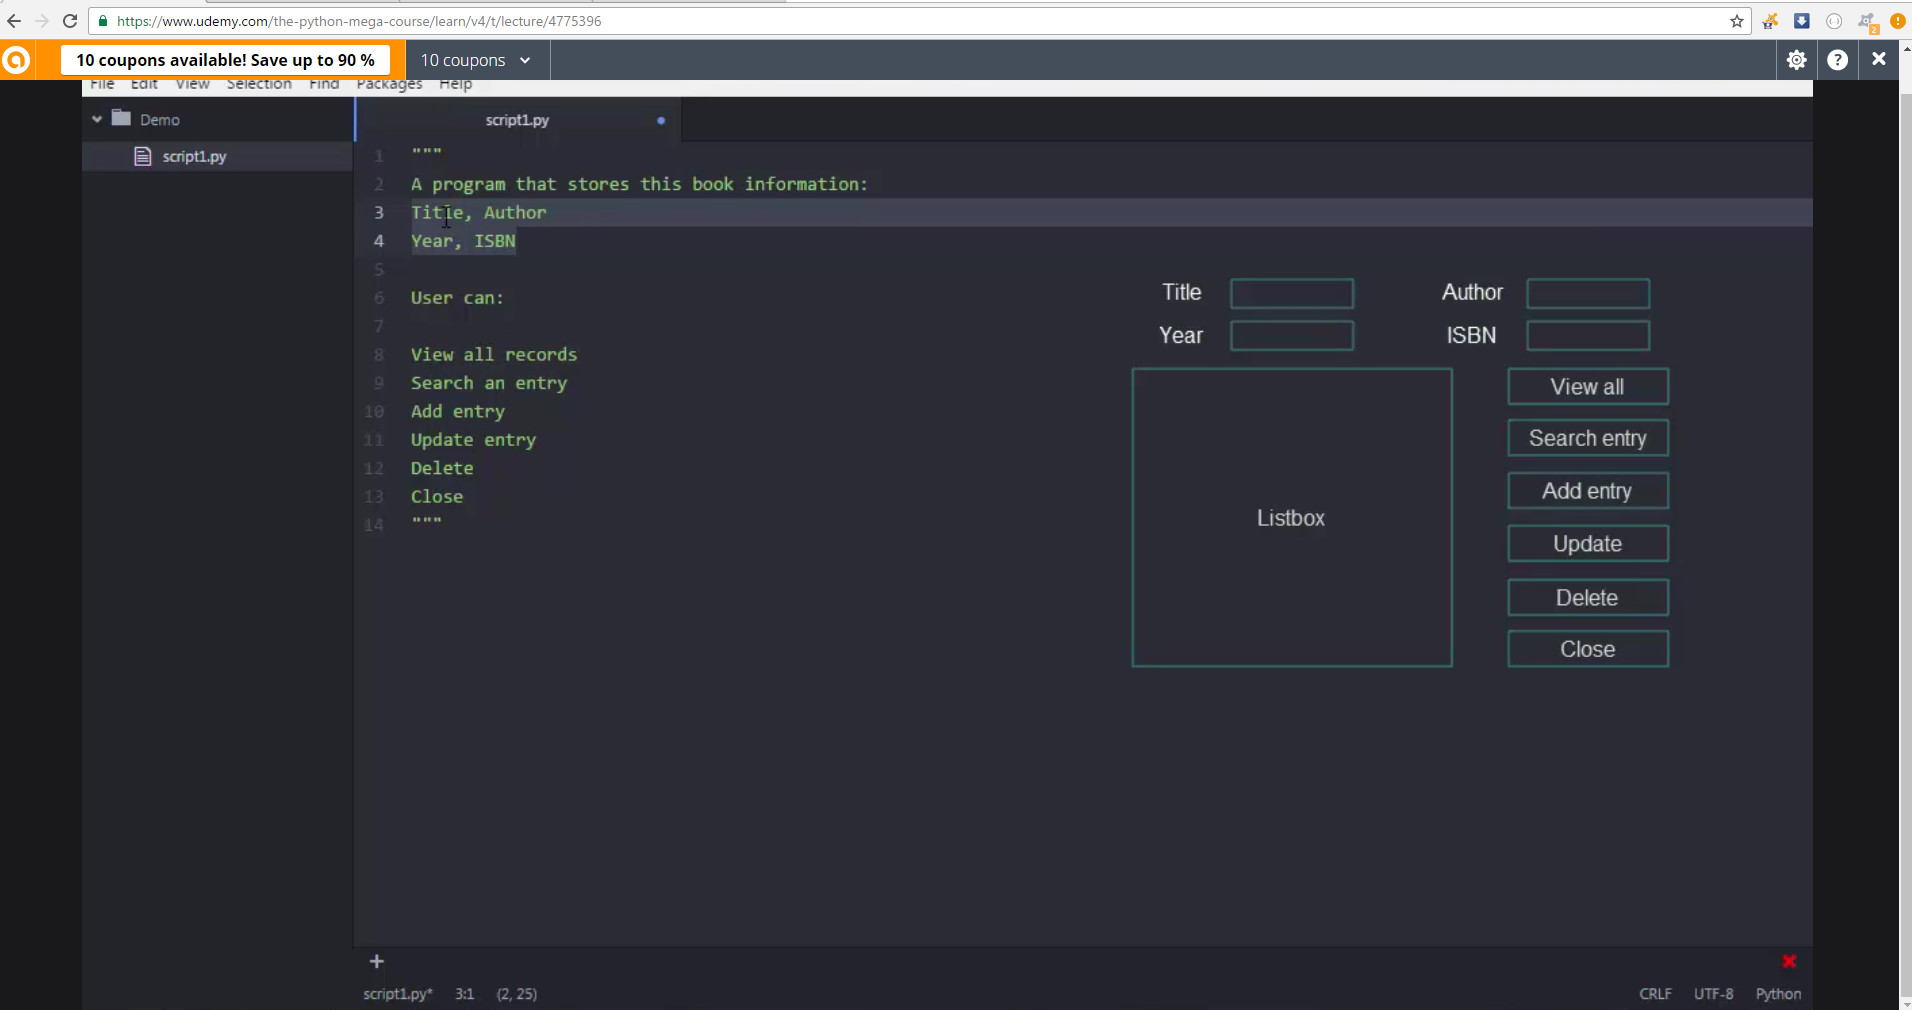 https://www.udemy.com/the-python-mega-course/learn/v4/t/lecture/4775396
2
10 coupons available! Save up to 90 %
10 coupons
File Edit View Selection Find Packages Help
Demo
script1.py
script1.py
1 """
2 A program that stores this book information:
3 Title, Author
4 Year, ISBN
5
6 User can:
7
8 View all records
9 Search an entry
10 Add entry
11 Update entry
12 Delete
13 Close
14 """
Title
Author
Year
ISBN
Listbox
View all
Search entry
Add entry
Update
Delete
Close
script1.py* 3:1 (2, 25)
CRLF UTF-8 Python